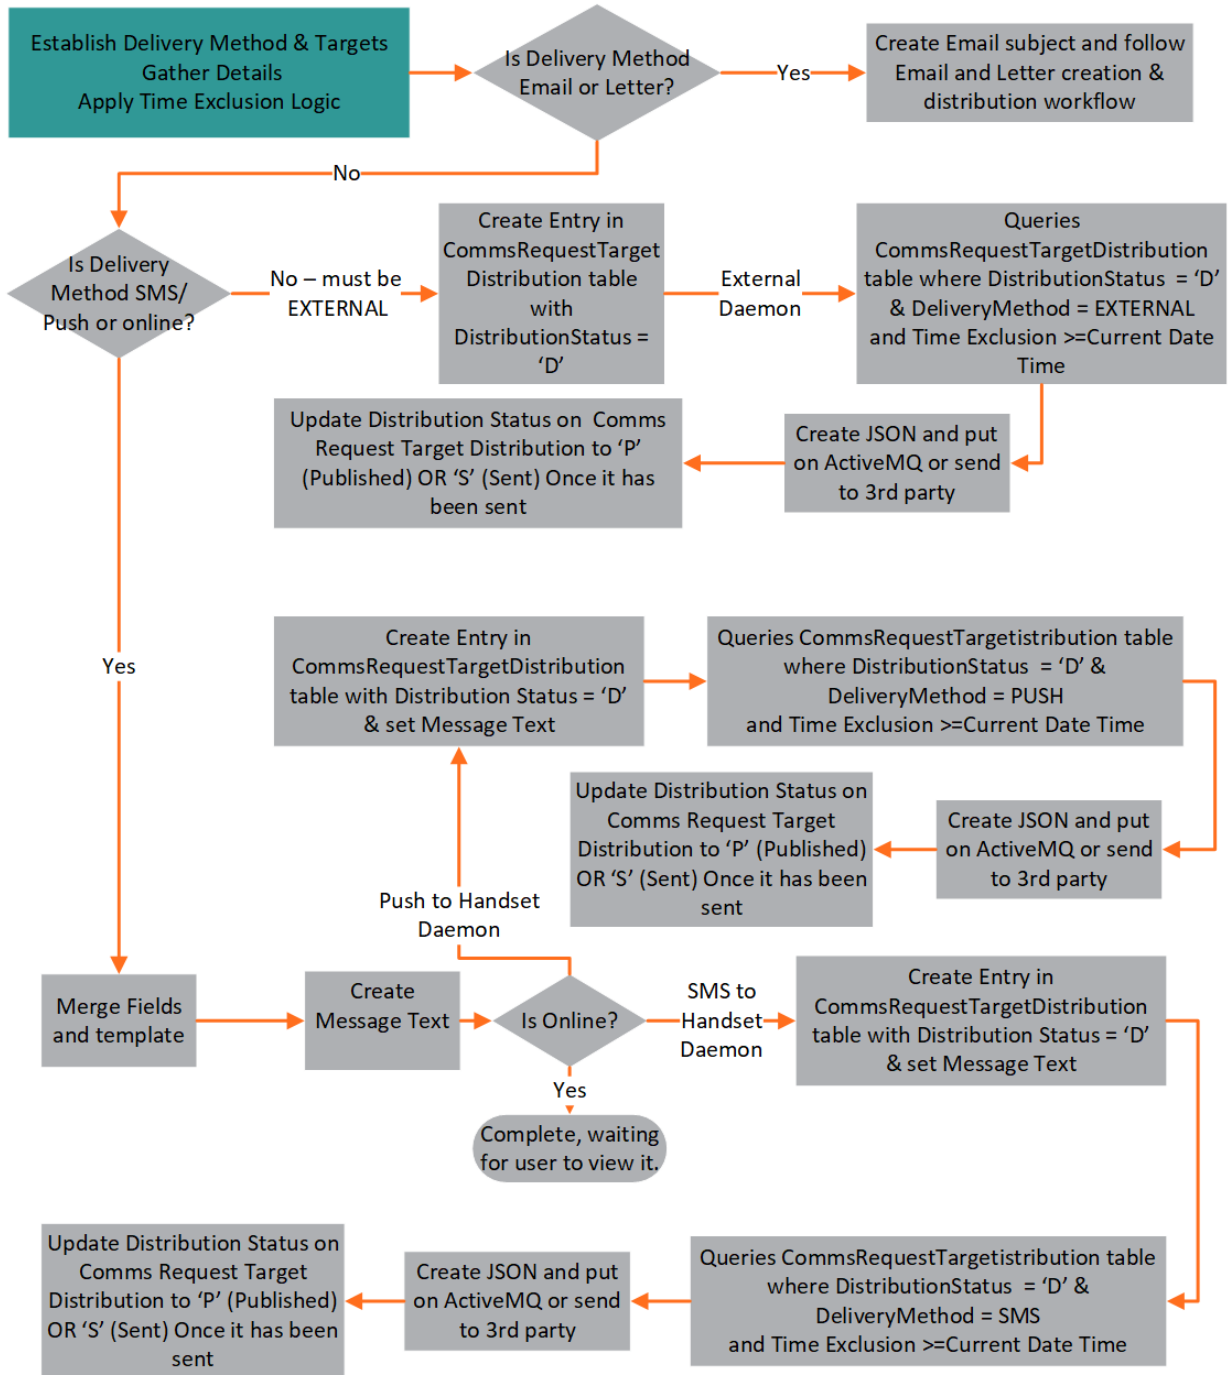 Establish Delivery Method & Targets
Gather Details
Apply Time Exclusion Logic
Is Delivery Method
Email or Letter?
Yes
Create Email subject and follow
Email and Letter creation &
distribution workflow
No
Is Delivery
Method SMS/
Push or online?
No – must be
EXTERNAL
Create Entry in
CommsRequestTarget
Distribution table
with
DistributionStatus =
‘D’
External
Daemon
Queries
CommsRequestTargetDistribution
table where DistributionStatus = ‘D’
& DeliveryMethod = EXTERNAL
and Time Exclusion >=Current Date
Time
Create JSON and put
on ActiveMQ or send
to 3rd party
Update Distribution Status on Comms
Request Target Distribution to ‘P’
(Published) OR ‘S’ (Sent) Once it has
been sent
Yes
Merge Fields
and template
Create
Message Text
Is Online?
Push to Handset
Daemon
Create Entry in
CommsRequestTargetDistribution
table with Distribution Status = ‘D’
& set Message Text
Queries CommsRequestTargetistribution table
where DistributionStatus = ‘D’ &
DeliveryMethod = PUSH
and Time Exclusion >=Current Date Time
Create JSON and put
on ActiveMQ or send
to 3rd party
Update Distribution Status on
Comms Request Target
Distribution to ‘P’ (Published)
OR ‘S’ (Sent) Once it has been
sent
Yes
Complete, waiting
for user to view it.
SMS to
Handset
Daemon
Create Entry in
CommsRequestTargetDistribution
table with Distribution Status = ‘D’
& set Message Text
Queries CommsRequestTargetistribution table
where DistributionStatus = ‘D’ &
DeliveryMethod = SMS
and Time Exclusion >=Current Date Time
Create JSON and put
on ActiveMQ or send
to 3rd party
Update Distribution Status on
Comms Request Target
Distribution to ‘P’ (Published)
OR ‘S’ (Sent) Once it has been
sent